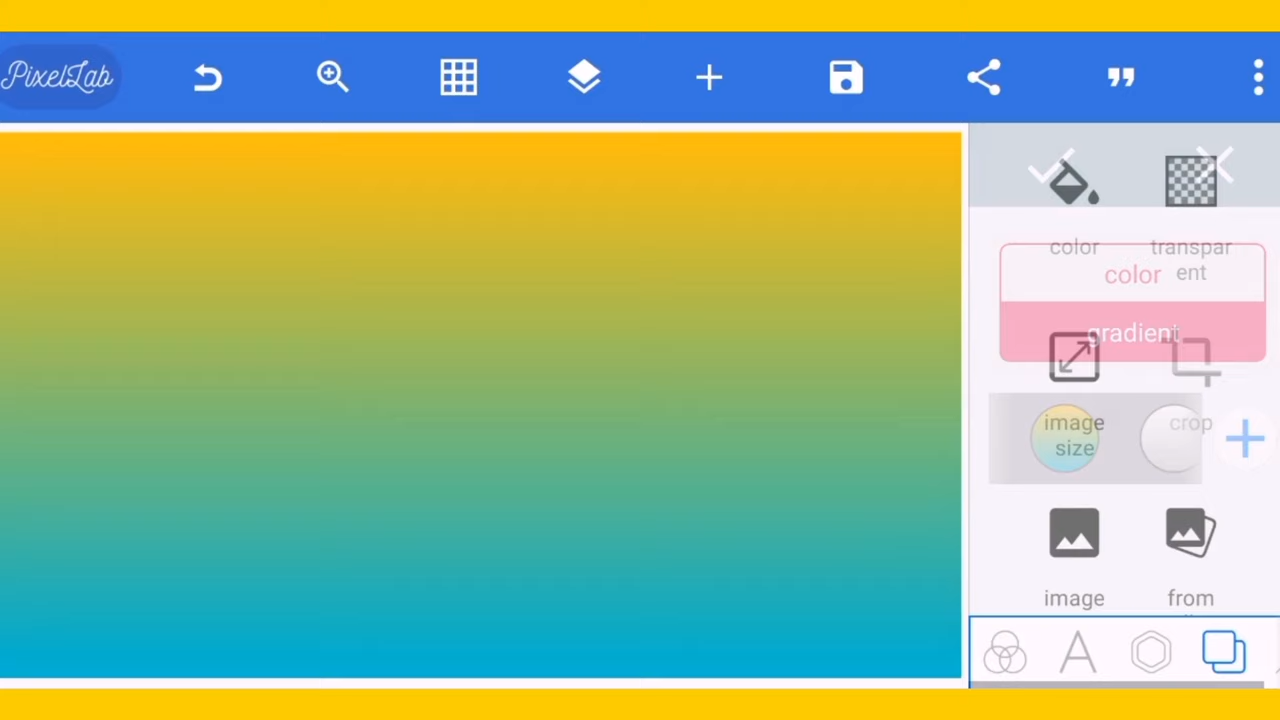 PixelLab
color
transpar
ent
color
gradient
image
size
crop
image
from